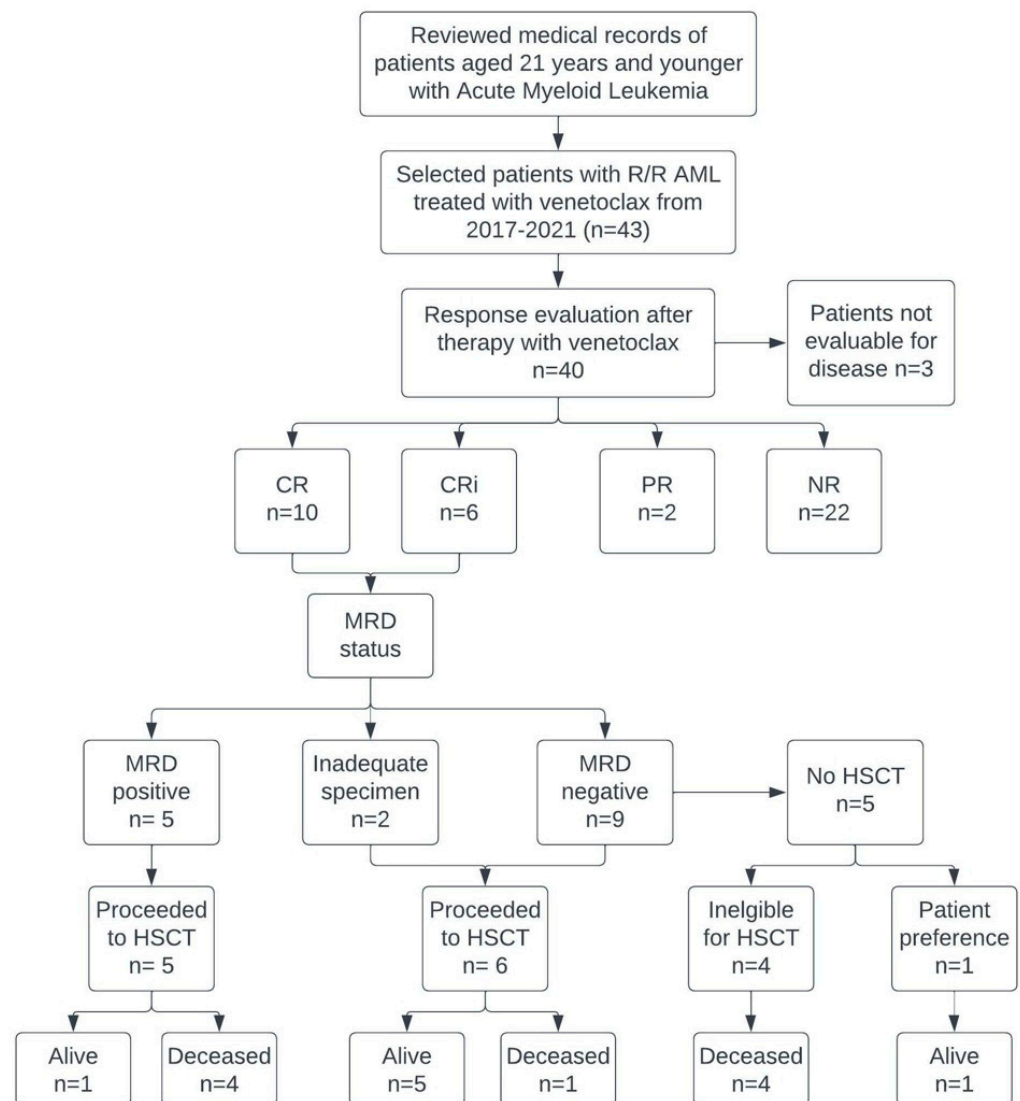 Reviewed medical records of
patients aged 21 years and younger
with Acute Myeloid Leukemia
Selected patients with R/R AML
treated with venetoclax from
2017-2021 (n=43)
Response evaluation after
therapy with venetoclax
n=40
Patients not
evaluable for
disease n=3
CR
n=10
CRi
n=6
PR
n=2
NR
n=22
MRD
status
MRD
positive
n= 5
Inadequate
specimen
n=2
MRD
negative
n=9
No HSCT
n=5
Proceeded
to HSCT
n= 5
Proceeded
to HSCT
n= 6
Inelgible
for HSCT
n=4
Patient
preference
n=1
Alive
n=1
Deceased
n=4
Alive
n=5
Deceased
n=1
Deceased
n=4
Alive
n=1